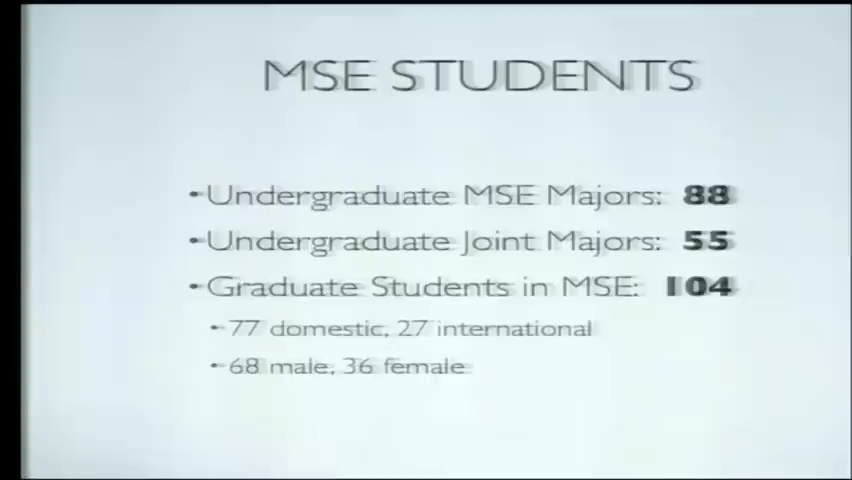 MSE STUDENTS
•Undergraduate MSE Majors: 88
•Undergraduate Joint Majors: 55
•Graduate Students in MSE: 104
•77 domestic, 27 international
•68 male, 36 female